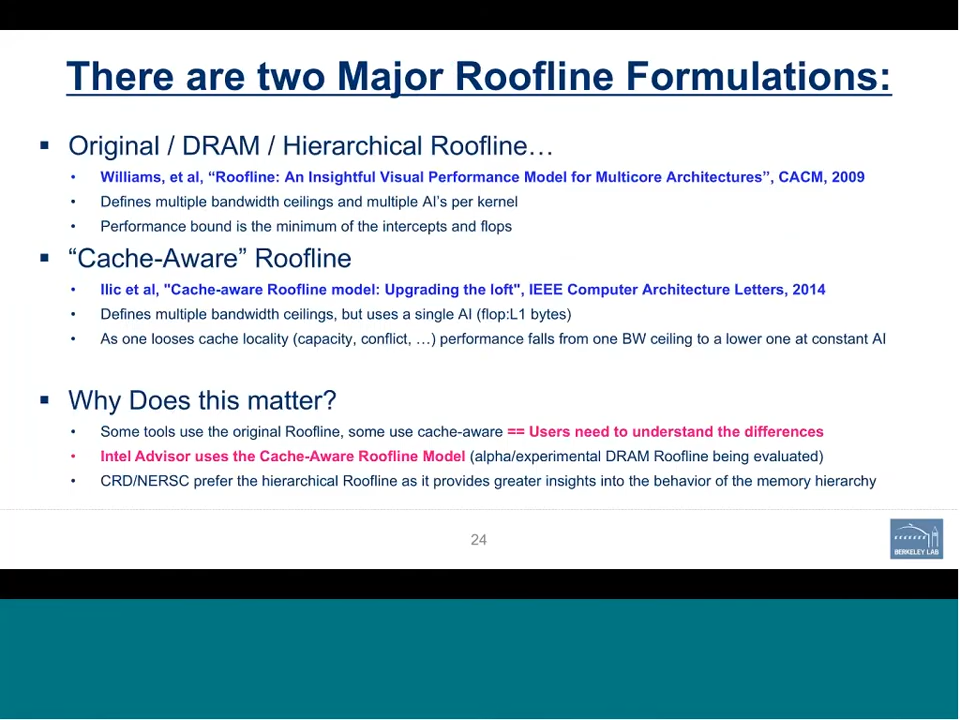 There are two Major Roofline Formulations:
▪ Original / DRAM / Hierarchical Roofline…
• Williams, et al, “Roofline: An Insightful Visual Performance Model for Multicore Architectures”, CACM, 2009
• Defines multiple bandwidth ceilings and multiple AI’s per kernel
• Performance bound is the minimum of the intercepts and flops
▪ “Cache-Aware” Roofline
• Ilic et al, "Cache-aware Roofline model: Upgrading the loft", IEEE Computer Architecture Letters, 2014
• Defines multiple bandwidth ceilings, but uses a single AI (flop:L1 bytes)
• As one looses cache locality (capacity, conflict, …) performance falls from one BW ceiling to a lower one at constant AI
▪ Why Does this matter?
• Some tools use the original Roofline, some use cache-aware == Users need to understand the differences
• Intel Advisor uses the Cache-Aware Roofline Model (alpha/experimental DRAM Roofline being evaluated)
• CRD/NERSC prefer the hierarchical Roofline as it provides greater insights into the behavior of the memory hierarchy
24
BERKELEY LAB